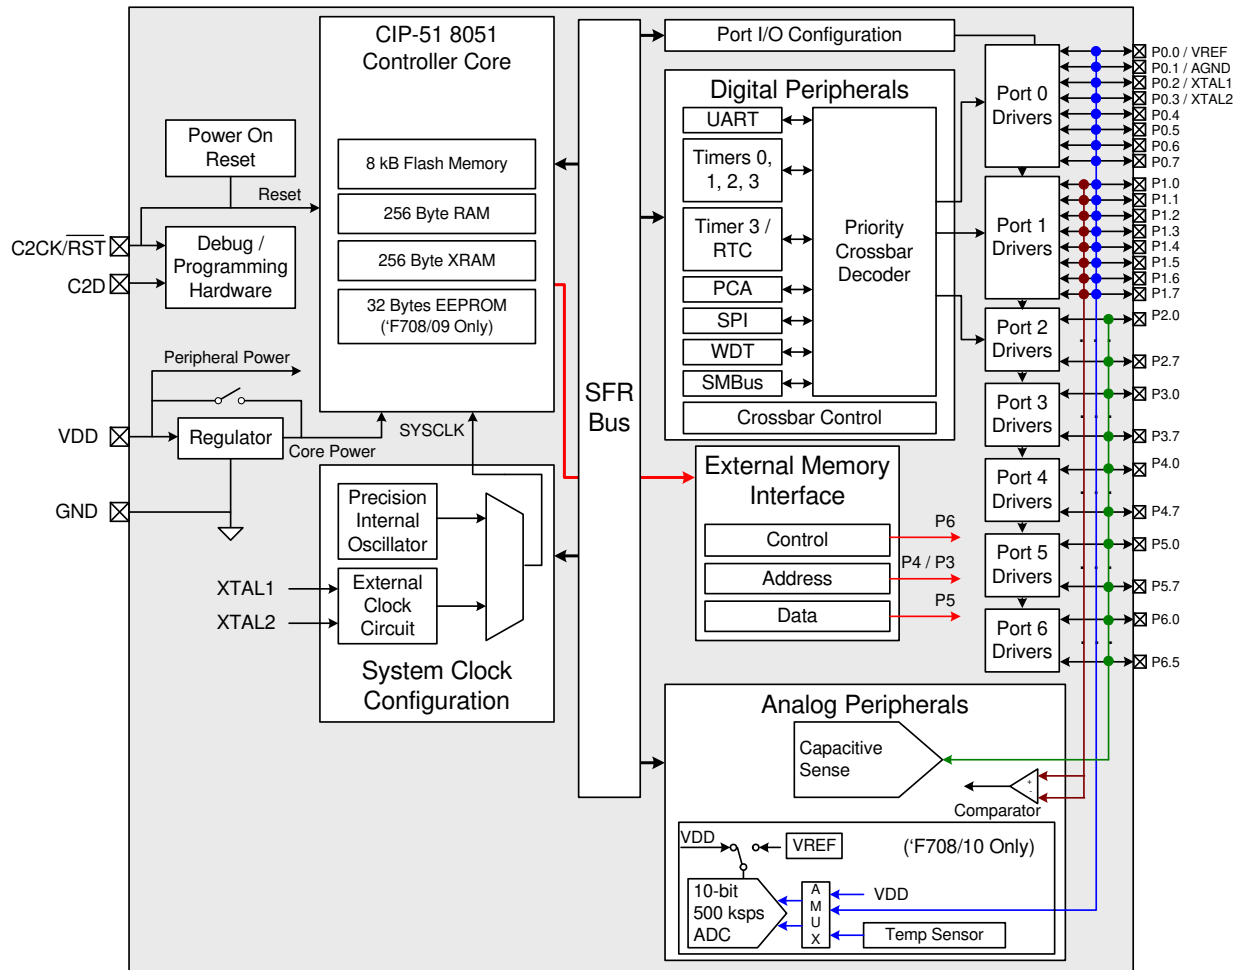 CIP-51 8051
Controller Core
Power On
Reset
8 kB Flash Memory
Reset
256 Byte RAM
C2CK/RST
Debug /
Programming
Hardware
256 Byte XRAM
C2D
32 Bytes EEPROM
('F708/09 Only)
Peripheral Power
VDD
Regulator
Core Power
SYSCLK
GND
Precision
Internal
Oscillator
XTAL1
XTAL2
External
Clock
Circuit
System Clock
Configuration
SFR
Bus
Port I/O Configuration
Digital Peripherals
UART
Timers 0,
1, 2, 3
Timer 3 /
RTC
PCA
SPI
WDT
SMBus
Priority
Crossbar
Decoder
Crossbar Control
External Memory
Interface
Control
Address
Data
P6
P4 / P3
P5
Port 0
Drivers
Port 1
Drivers
Port 2
Drivers
Port 3
Drivers
Port 4
Drivers
Port 5
Drivers
Port 6
Drivers
P0.0 / VREF
P0.1 / AGND
P0.2 / XTAL1
P0.3 / XTAL2
P0.4
P0.5
P0.6
P0.7
P1.0
P1.1
P1.2
P1.3
P1.4
P1.5
P1.6
P1.7
P2.0
P2.7
P3.0
P3.7
P4.0
P4.7
P5.0
P5.7
P6.0
P6.5
Analog Peripherals
Capacitive
Sense
+
-
Comparator
VDD
VREF
('F708/10 Only)
10-bit
500 ksps
ADC
A
M
U
X
VDD
Temp Sensor